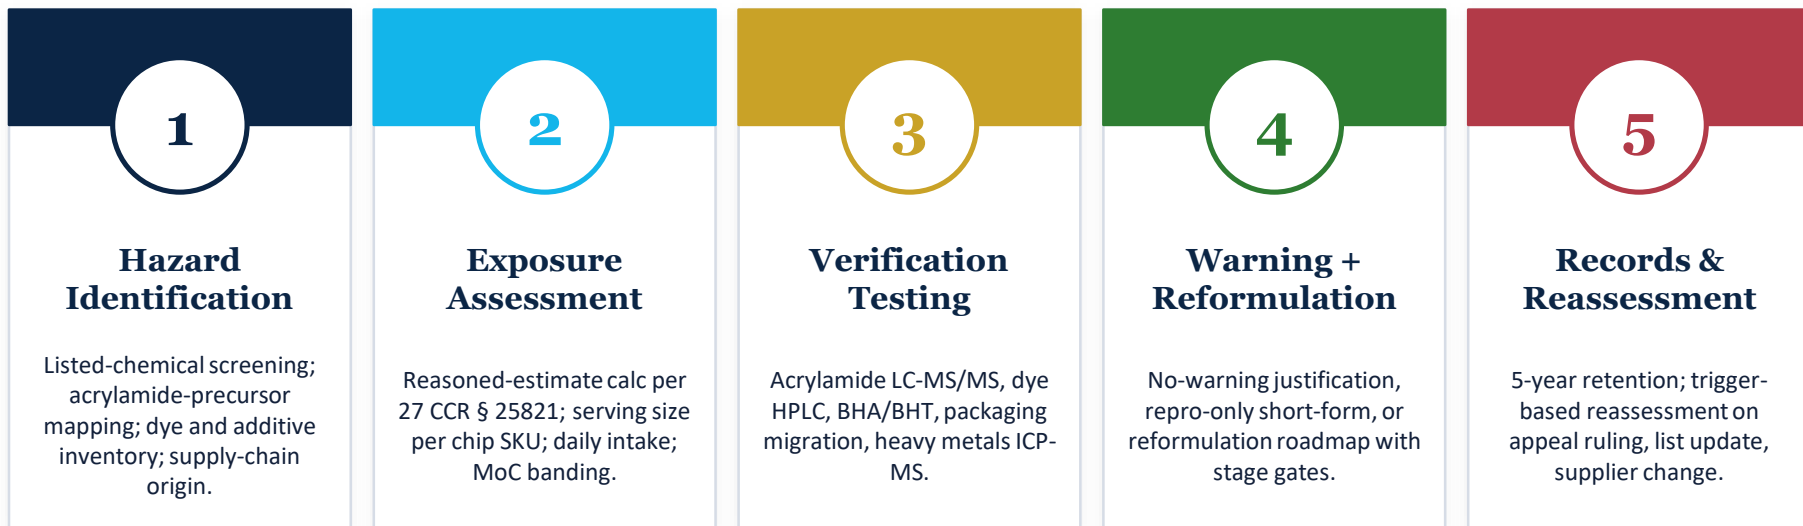 1
Hazard
Identification
Listed-chemical screening;
acrylamide-precursor
mapping; dye and additive
inventory; supply-chain
origin.
2
Exposure
Assessment
Reasoned-estimate calc per
27 CCR § 25821; serving size
per chip SKU; daily intake;
MoC banding.
3
Verification
Testing
Acrylamide LC-MS/MS, dye
HPLC, BHA/BHT, packaging
migration, heavy metals ICP-
MS.
4
Warning +
Reformulation
No-warning justification,
repro-only short-form, or
reformulation roadmap with
stage gates.
5
Records &
Reassessment
5-year retention; trigger-
based reassessment on
appeal ruling, list update,
supplier change.